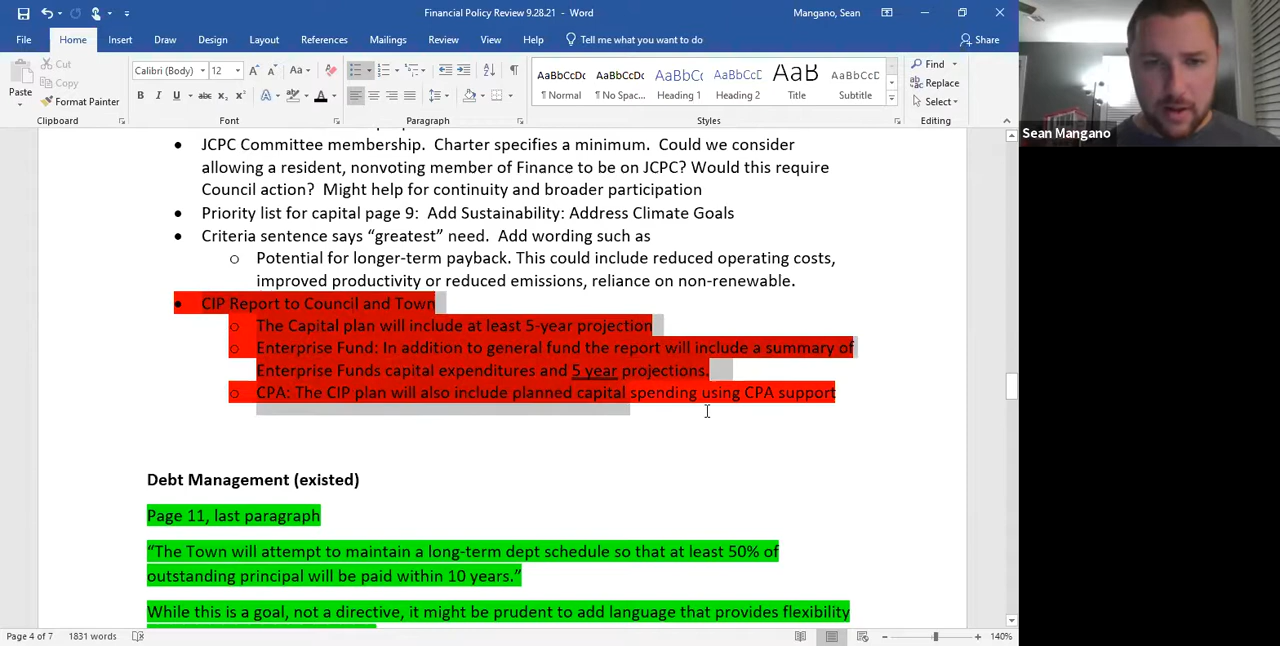 Financial Policy Review 9.28.21 - Word
Mangano, Sean
File Home Insert Draw Design Layout References Mailings Review View Help Tell me what you want to do Share
Paste
Cut
Copy
Format Painter
Calibri (Body) 12
AaBbCcDc AaBbCcDc AaBbC AaBbCcD AaB AaBbCcD
¶ Normal ¶ No Spac... Heading 1 Heading 2 Title Subtitle
Find
Replace
Select
Clipboard Font Paragraph Styles Editing
Sean Mangano
JCPC Committee membership. Charter specifies a minimum. Could we consider
allowing a resident, nonvoting member of Finance to be on JCPC? Would this require
Council action? Might help for continuity and broader participation
Priority list for capital page 9: Add Sustainability: Address Climate Goals
Criteria sentence says “greatest” need. Add wording such as
Potential for longer-term payback. This could include reduced operating costs,
improved productivity or reduced emissions, reliance on non-renewable.
CIP Report to Council and Town
The Capital plan will include at least 5-year projection
Enterprise Fund: In addition to general fund the report will include a summary of
Enterprise Funds capital expenditures and 5 year projections.
CPA: The CIP plan will also include planned capital spending using CPA support
Debt Management (existed)
Page 11, last paragraph
“The Town will attempt to maintain a long-term dept schedule so that at least 50% of
outstanding principal will be paid within 10 years.”
While this is a goal, not a directive, it might be prudent to add language that provides flexibility
Page 4 of 7 1831 words 140%